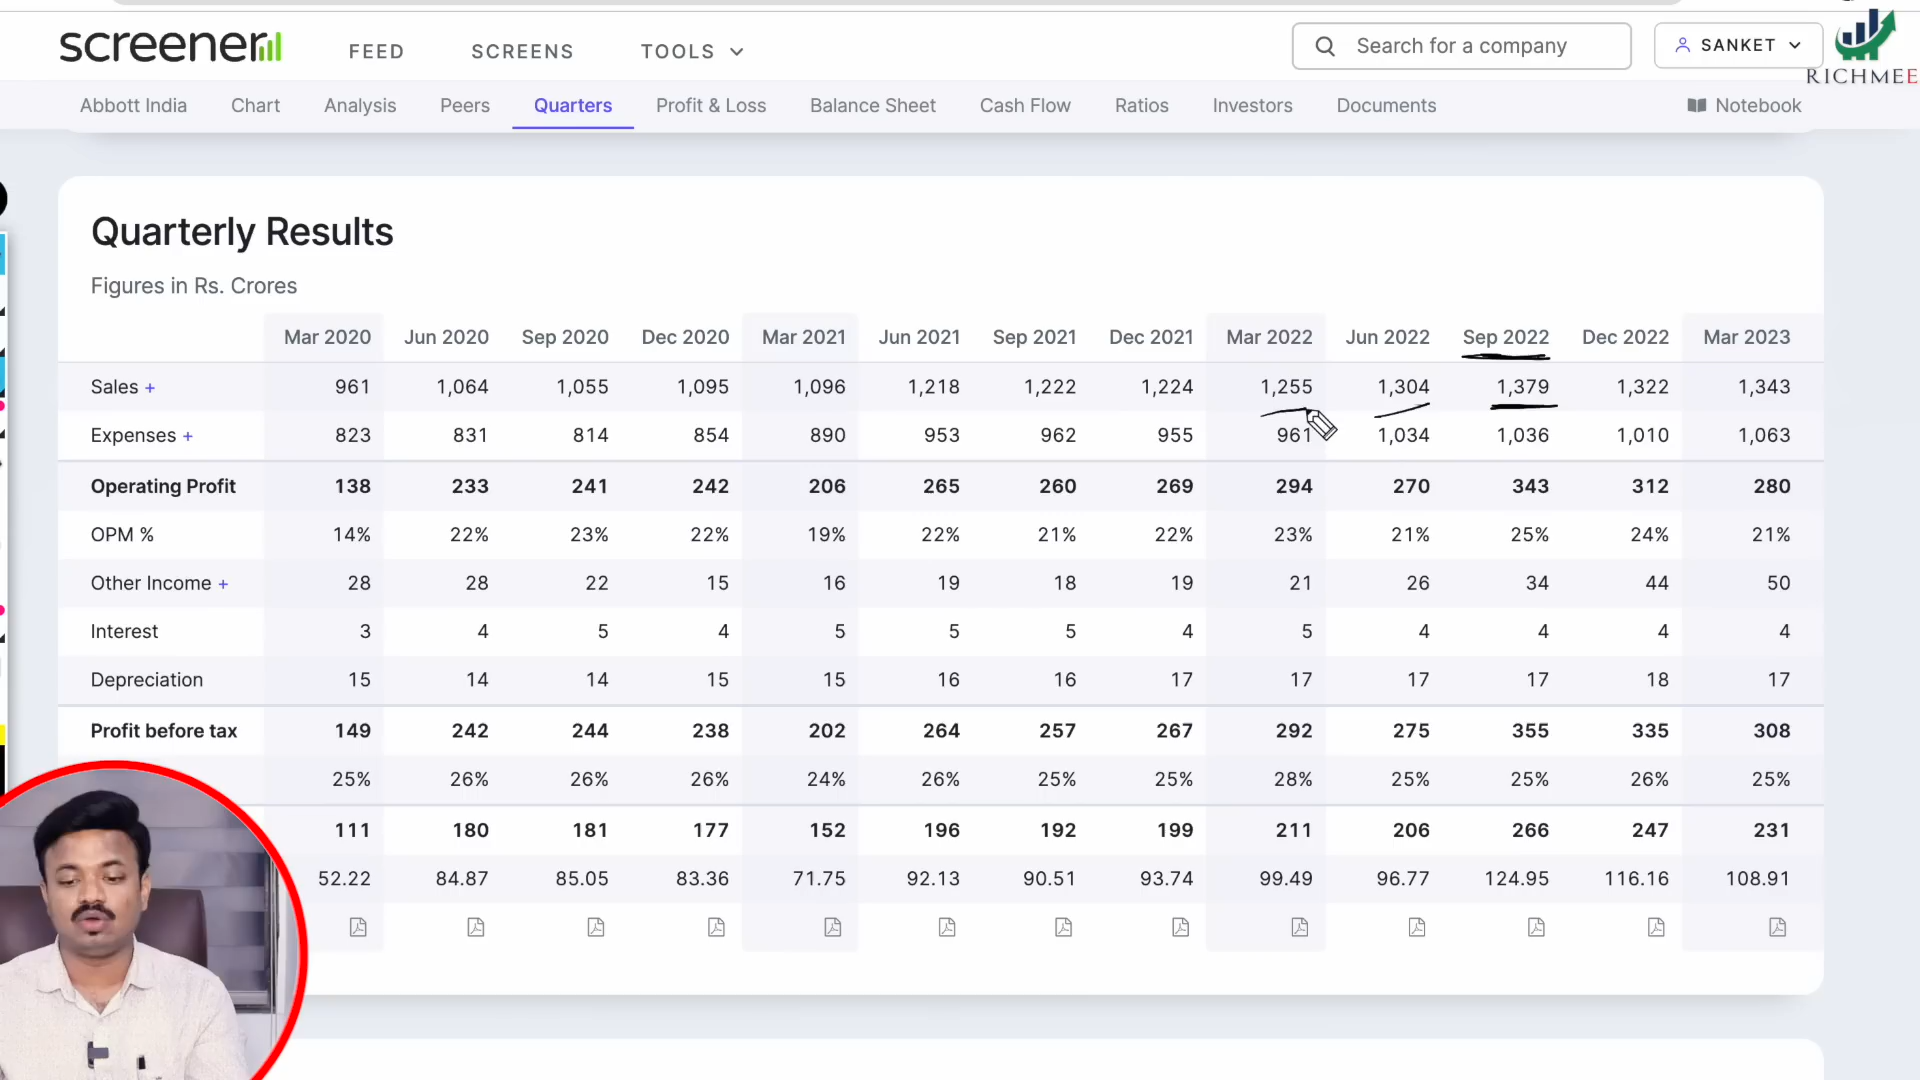 screener
FEED SCREENS TOOLS
Search for a company
SANKET
RICHMEE
Abbott India Chart Analysis Peers Quarters Profit & Loss Balance Sheet Cash Flow Ratios Investors Documents Notebook
Quarterly Results
Figures in Rs. Crores
Mar 2020 Jun 2020 Sep 2020 Dec 2020 Mar 2021 Jun 2021 Sep 2021 Dec 2021 Mar 2022 Jun 2022 Sep 2022 Dec 2022 Mar 2023
Sales + 961 1,064 1,055 1,095 1,096 1,218 1,222 1,224 1,255 1,304 1,379 1,322 1,343
Expenses + 823 831 814 854 890 953 962 955 961 1,034 1,036 1,010 1,063
Operating Profit 138 233 241 242 206 265 260 269 294 270 343 312 280
OPM % 14% 22% 23% 22% 19% 22% 21% 22% 23% 21% 25% 24% 21%
Other Income + 28 28 22 15 16 19 18 19 21 26 34 44 50
Interest 3 4 5 4 5 5 5 4 5 4 4 4 4
Depreciation 15 14 14 15 15 16 16 17 17 17 17 18 17
Profit before tax 149 242 244 238 202 264 257 267 292 275 355 335 308
25% 26% 26% 26% 24% 26% 25% 25% 28% 25% 25% 26% 25%
111 180 181 177 152 196 192 199 211 206 266 247 231
52.22 84.87 85.05 83.36 71.75 92.13 90.51 93.74 99.49 96.77 124.95 116.16 108.91